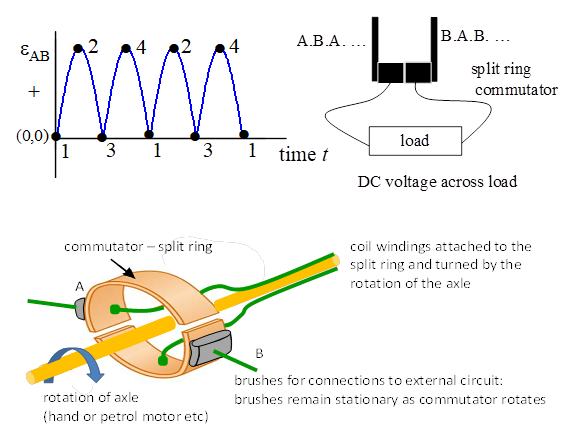 εAB
+
(0,0)
2 4 2 4
1 3 1 3 1
time t
A.B.A. ...
B.A.B. ...
split ring
commutator
load
DC voltage across load
commutator – split ring
A
coil windings attached to the
split ring and turned by the
rotation of the axle
B
rotation of axle
(hand or petrol motor etc)
brushes for connections to external circuit:
brushes remain stationary as commutator rotates